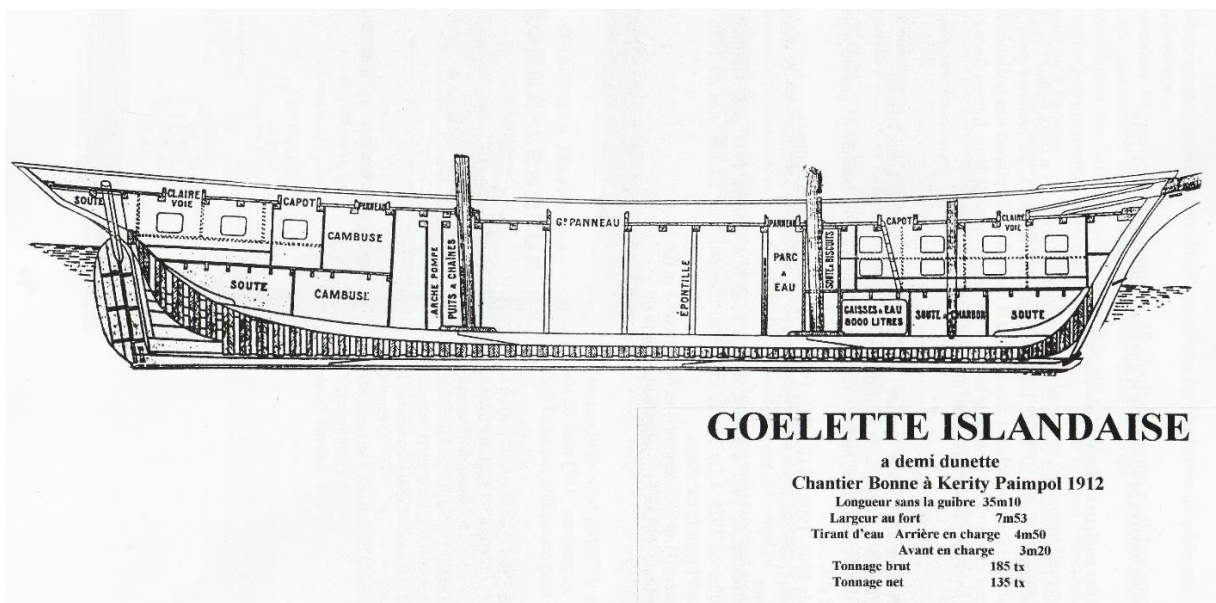 SOUTE
CLAIRE
VOIE
CAPOT
PANNEAU
CAMBUSE
SOUTE
CAMBUSE
ARCHE POMPE
PUITS A CHAÎNES
Gᴰ PANNEAU
ÉPONTILLE
PANNEAU
PARC
A
EAU
SOUTE A BISCUITS
CAPOT
CLAIRE
VOIE
CAISSES A EAU
8000 LITRES
SOUTE A CHARBON
SOUTE
GOELETTE ISLANDAISE
a demi dunette
Chantier Bonne à Kerity Paimpol 1912
Longueur sans la guibre 35m10
Largeur au fort 7m53
Tirant d'eau Arrière en charge 4m50
Avant en charge 3m20
Tonnage brut 185 tx
Tonnage net 135 tx